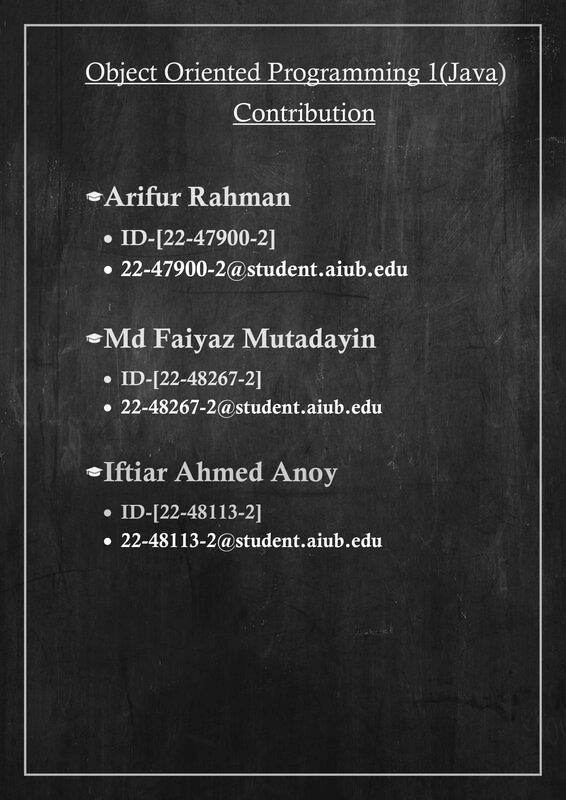 Object Oriented Programming 1(Java)
Contribution
Arifur Rahman
• ID-[22-47900-2]
• 22-47900-2@student.aiub.edu
Md Faiyaz Mutadayin
• ID-[22-48267-2]
• 22-48267-2@student.aiub.edu
Iftiar Ahmed Anoy
• ID-[22-48113-2]
• 22-48113-2@student.aiub.edu